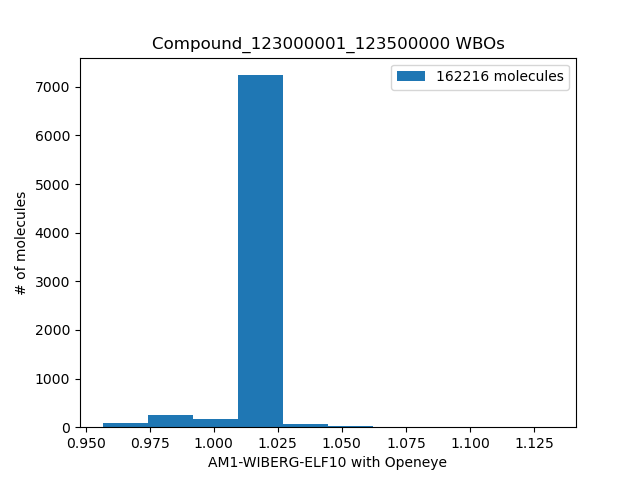 Compound_123000001_123500000 WBOs
162216 molecules
# of molecules
7000
6000
5000
4000
3000
2000
1000
0
0.950 0.975 1.000 1.025 1.050 1.075 1.100 1.125
AM1-WIBERG-ELF10 with Openeye